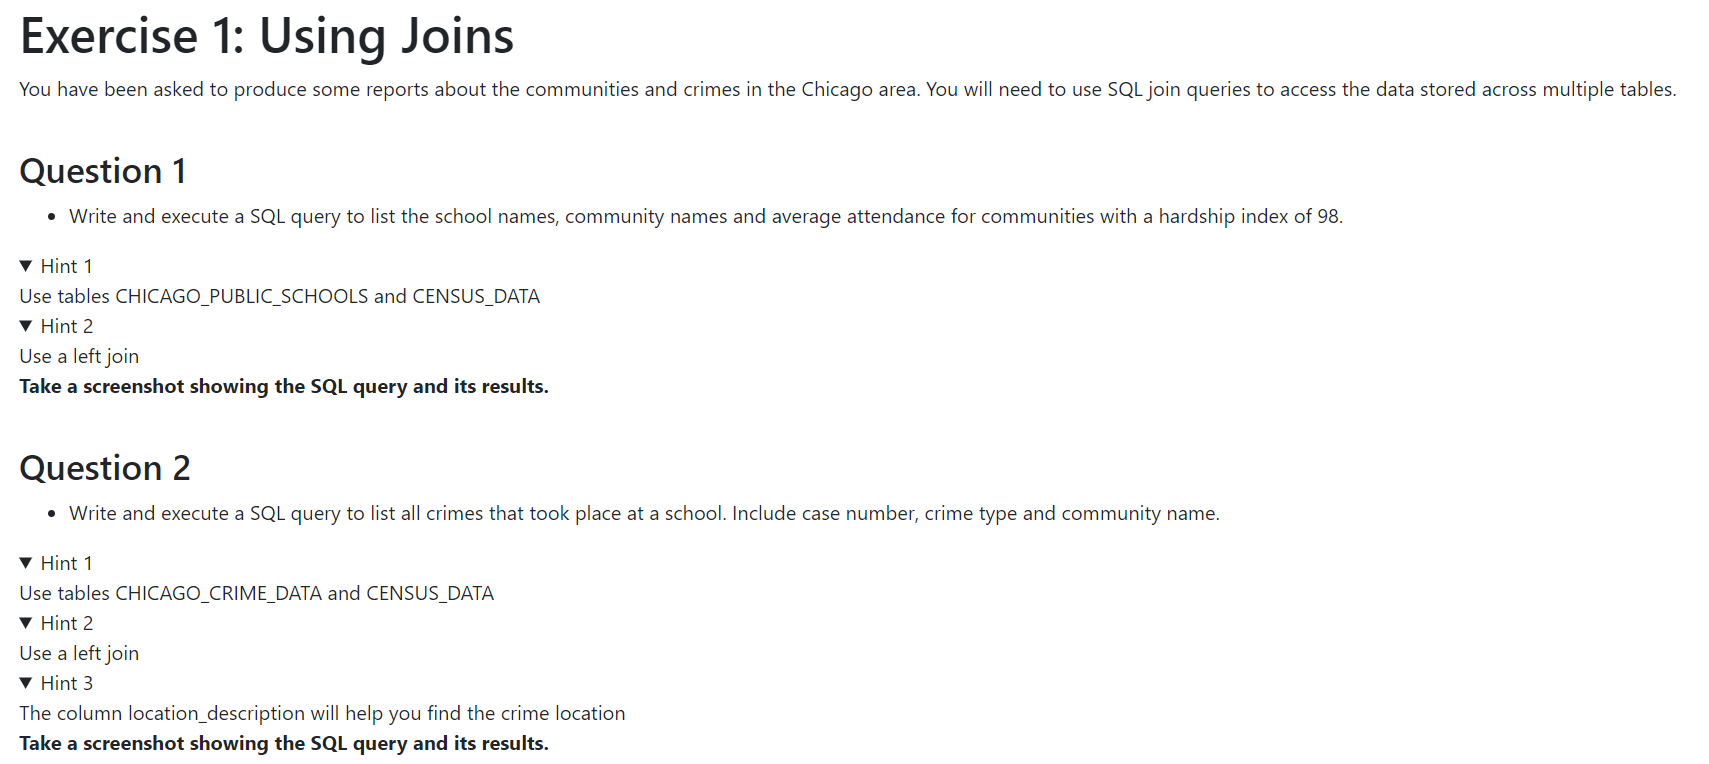 Exercise 1: Using Joins
You have been asked to produce some reports about the communities and crimes in the Chicago area. You will need to use SQL join queries to access the data stored across multiple tables.
Question 1
• Write and execute a SQL query to list the school names, community names and average attendance for communities with a hardship index of 98.
▼ Hint 1
Use tables CHICAGO_PUBLIC_SCHOOLS and CENSUS_DATA
▼ Hint 2
Use a left join
Take a screenshot showing the SQL query and its results.
Question 2
• Write and execute a SQL query to list all crimes that took place at a school. Include case number, crime type and community name.
▼ Hint 1
Use tables CHICAGO_CRIME_DATA and CENSUS_DATA
▼ Hint 2
Use a left join
▼ Hint 3
The column location_description will help you find the crime location
Take a screenshot showing the SQL query and its results.